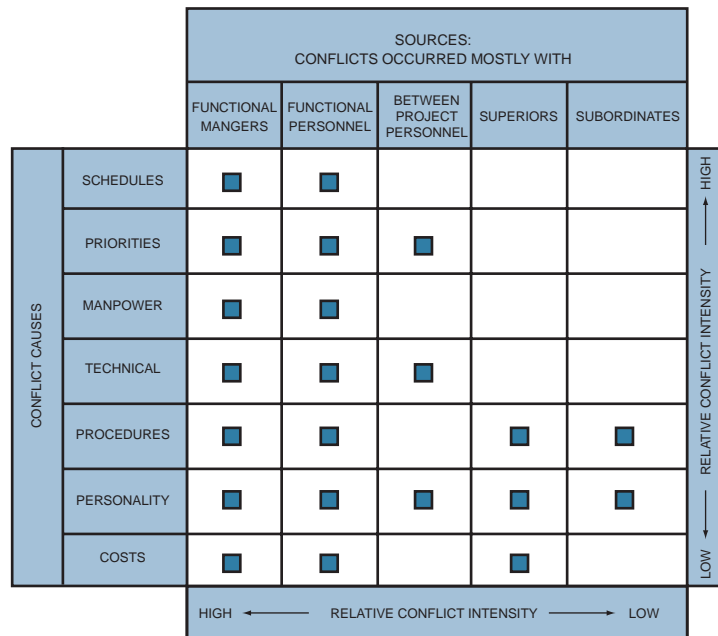 SOURCES:
CONFLICTS OCCURRED MOSTLY WITH
FUNCTIONAL
MANGERS
FUNCTIONAL
PERSONNEL
BETWEEN
PROJECT
PERSONNEL
SUPERIORS
SUBORDINATES
CONFLICT CAUSES
SCHEDULES
PRIORITIES
MANPOWER
TECHNICAL
PROCEDURES
PERSONALITY
COSTS
HIGH
RELATIVE CONFLICT INTENSITY
LOW
HIGH
RELATIVE CONFLICT INTENSITY
LOW